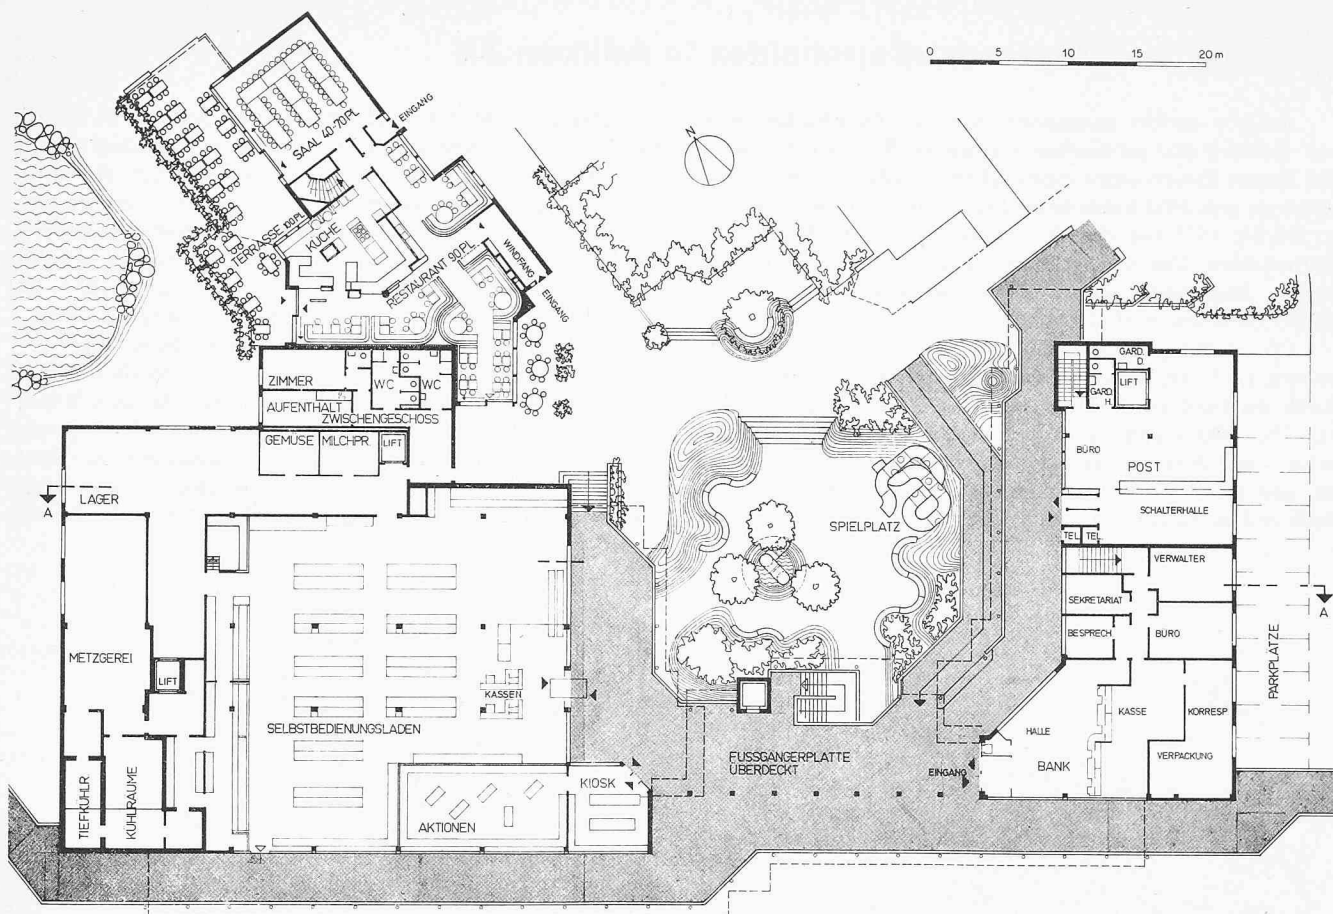 0 5 10 15 20 m
N
EINGANG
SAAL 40-70 PL.
TERRASSE 100 PL.
KÜCHE
RESTAURANT 90 PL.
WINDFANG
EINGANG
ZIMMER
WC
WC
AUFENTHALT
ZWISCHENGESCHOSS
GEMÜSE
MILCHPR.
LIFT
LAGER
A
METZGEREI
LIFT
TIEFKÜHLR.
KÜHLRÄUME
SELBSTBEDIENUNGSLADEN
KASSEN
AKTIONEN
KIOSK
SPIELPLATZ
FUSSGÄNGERPLATTE
ÜBERDECKT
EINGANG
GARD. D.
GARD. H.
LIFT
BÜRO
POST
SCHALTERHALLE
TEL.
TEL.
VERWALTER
SEKRETARIAT
BESPRECH.
BÜRO
A
PARKPLÄTZE
KASSE
KORRESP.
HALLE
BANK
VERPACKUNG